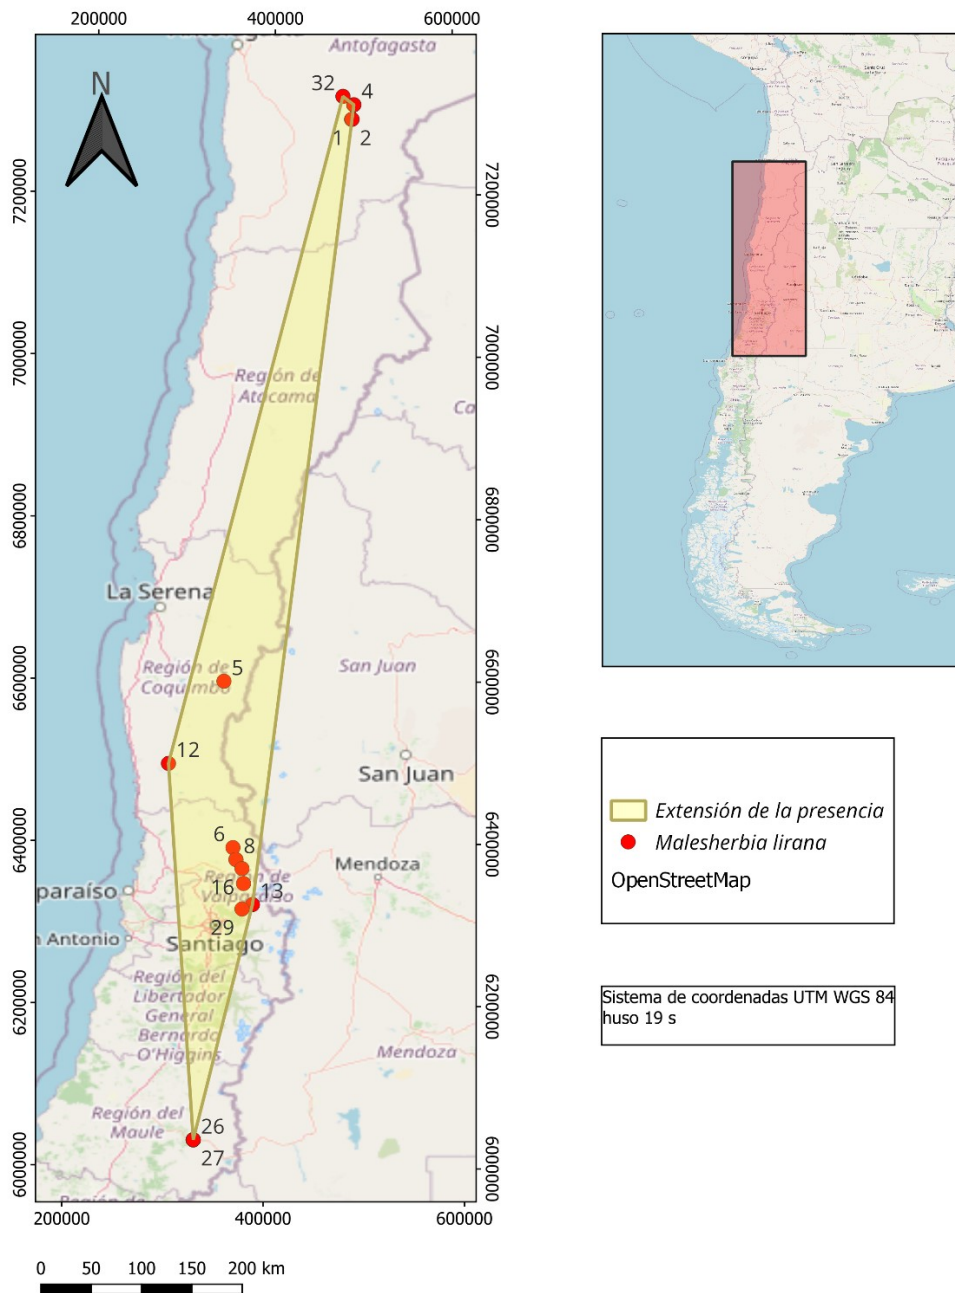 200000
400000
600000
Antofagasta
N
32
4
1
2
7200000
7200000
7000000
7000000
Región de
Atacama
Ca
6800000
6800000
La Serena
5
Región de
Coquimbo
San Juan
6600000
6600000
12
San Juan
6
8
6400000
6400000
Mendoza
Región de
16
13
Valparaíso
paraíso
29
n Antonio
Santiago
Región del
Libertador
General
Bernardo
O'Higgins
6200000
6200000
Mendoza
Región del
Maule
26
27
6000000
6000000
200000
400000
600000
0 50 100 150 200 km
Extensión de la presencia
Malesherbia lirana
OpenStreetMap
Sistema de coordenadas UTM WGS 84
huso 19 s